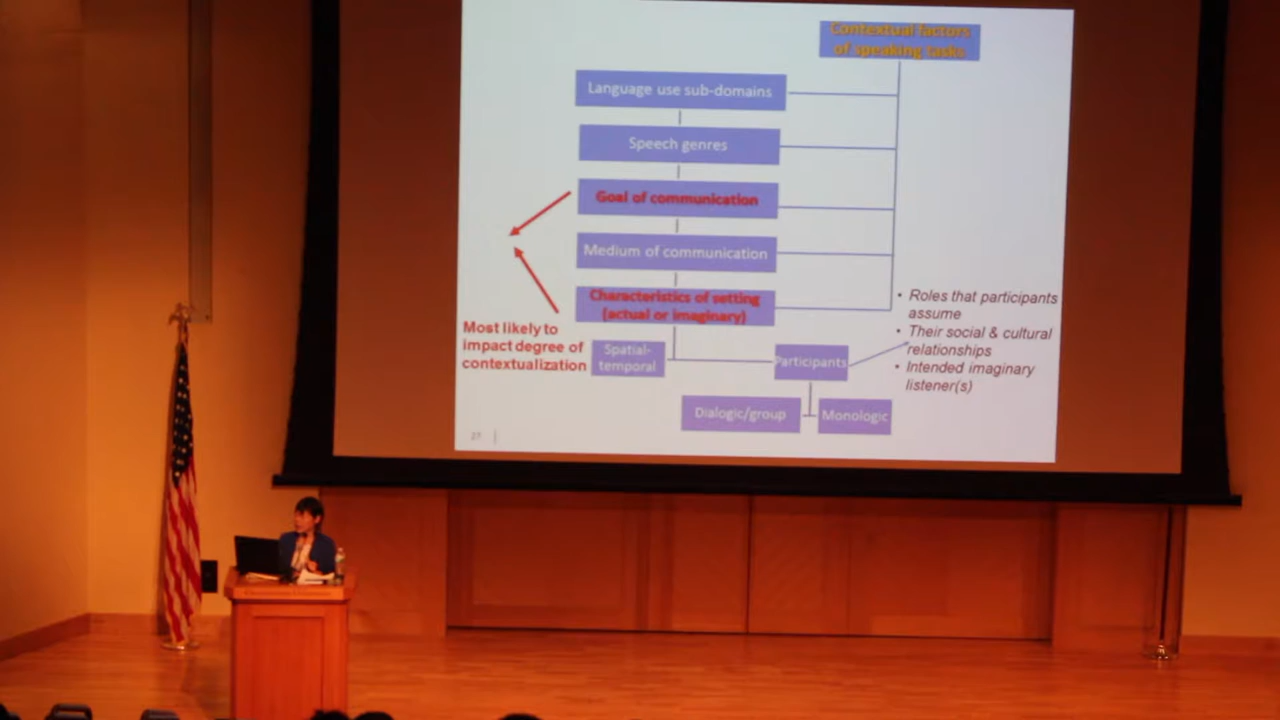 Contextual factors
of speaking tasks
Language use sub-domains
Speech genres
Goal of communication
Medium of communication
Characteristics of setting
(actual or imaginary)
Most likely to
impact degree of
contextualization
Spatial-
temporal
Participants
• Roles that participants
assume
• Their social & cultural
relationships
• Intended imaginary
listener(s)
Dialogic/group
Monologic
27